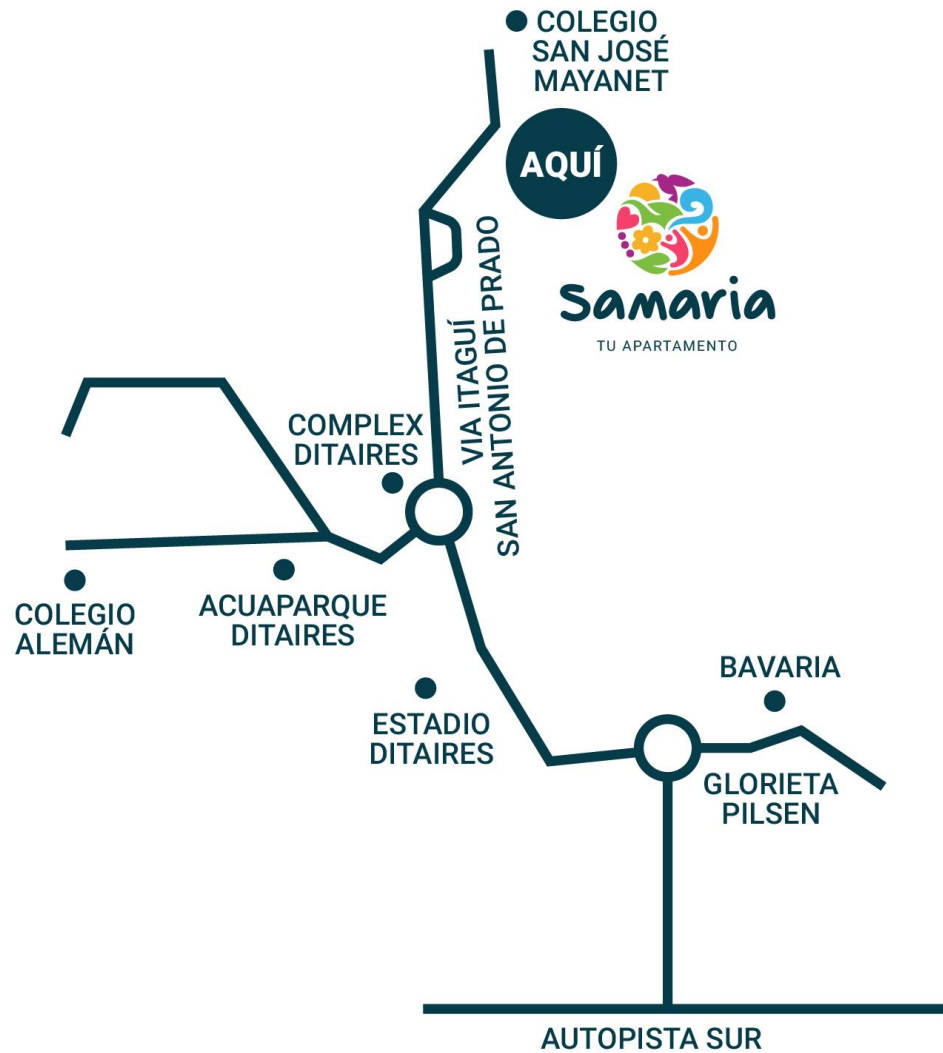 COLEGIO
SAN JOSÉ
MAYANET
AQUÍ
Samaria
TU APARTAMENTO
VIA ITAGUÍ
SAN ANTONIO DE PRADO
COMPLEX
DITAIRES
COLEGIO
ALEMÁN
ACUAPARQUE
DITAIRES
ESTADIO
DITAIRES
BAVARIA
GLORIETA
PILSEN
AUTOPISTA SUR